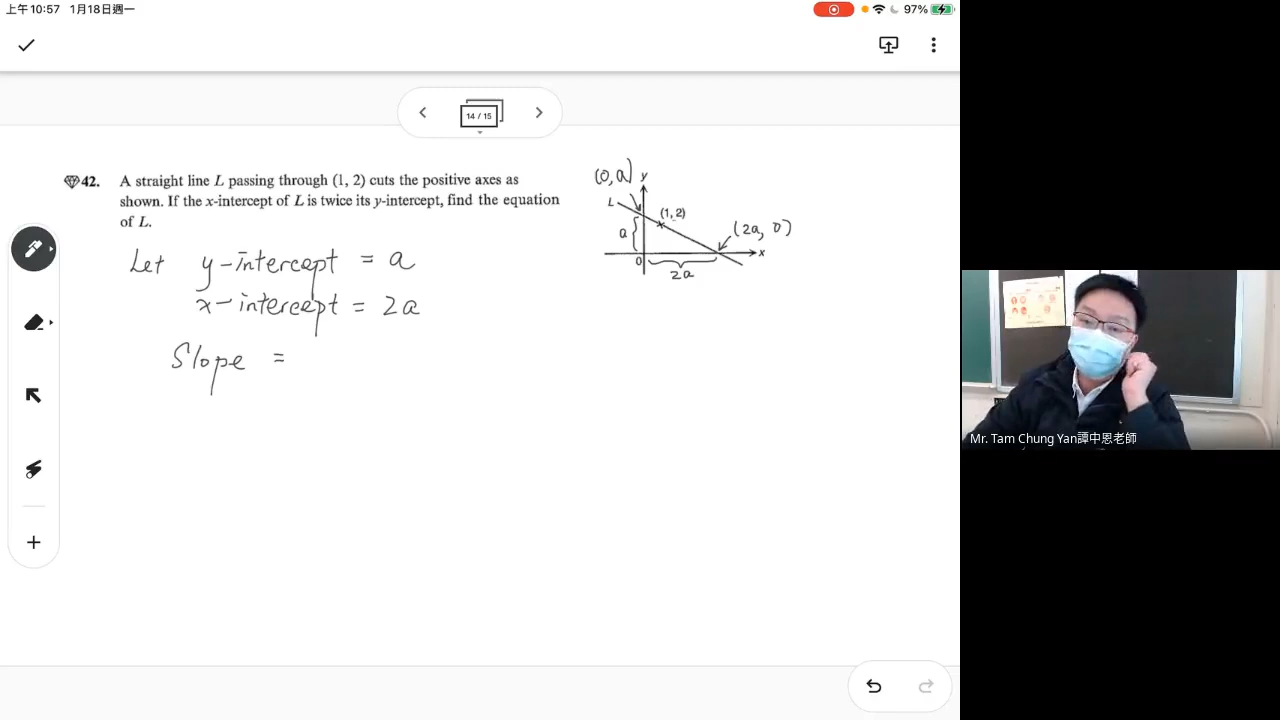 上午10:57 1月18日週一
97%
14 / 15
42. A straight line L passing through (1, 2) cuts the positive axes as
shown. If the x-intercept of L is twice its y-intercept, find the equation
of L.
(0, a) y
L (1, 2)
a (2a, 0)
0 x
2a
Let y-intercept = a
x-intercept = 2a
Slope =
Mr. Tam Chung Yan譚中恩老師